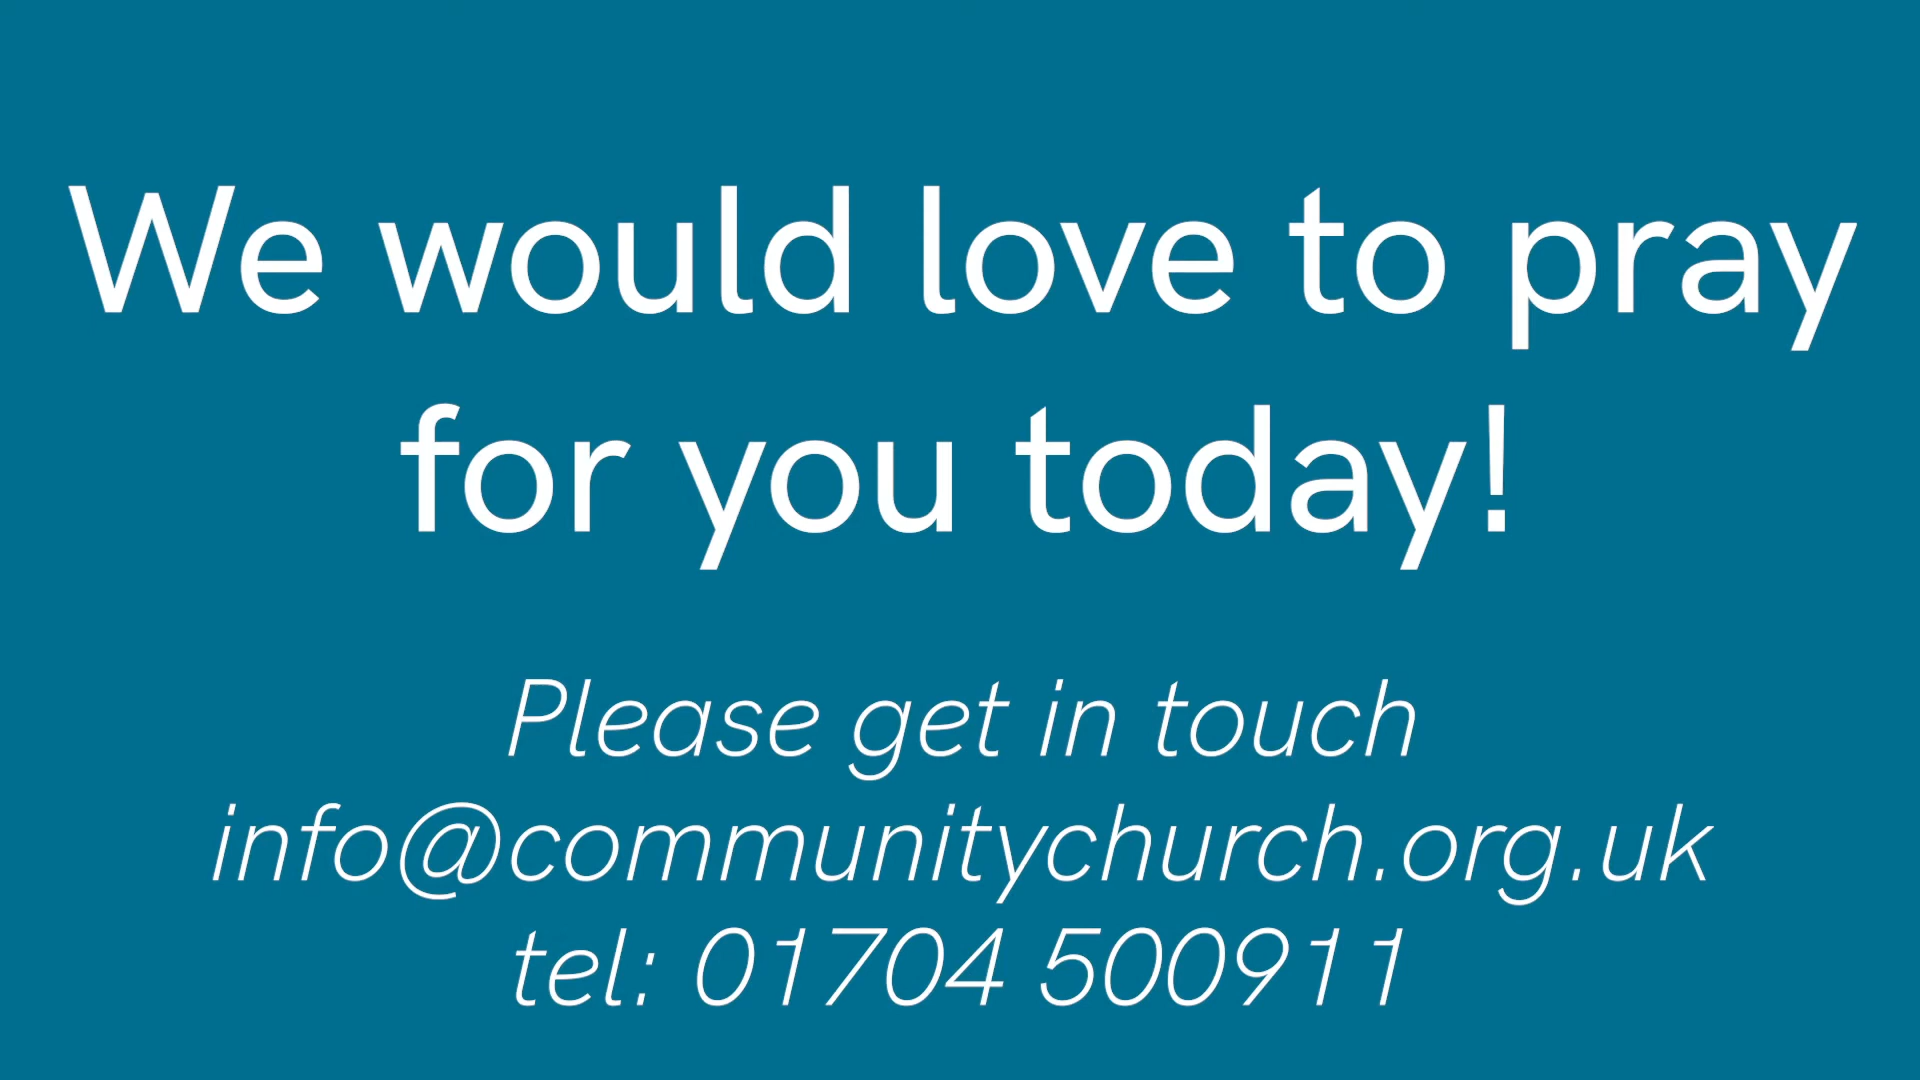 We would love to pray
for you today!
Please get in touch
info@communitychurch.org.uk
tel: 01704 500911